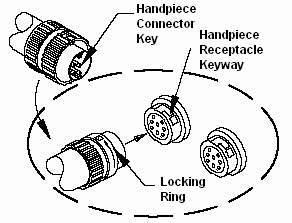 Handpiece
Connector
Key
Handpiece
Receptacle
Keyway
Locking
Ring